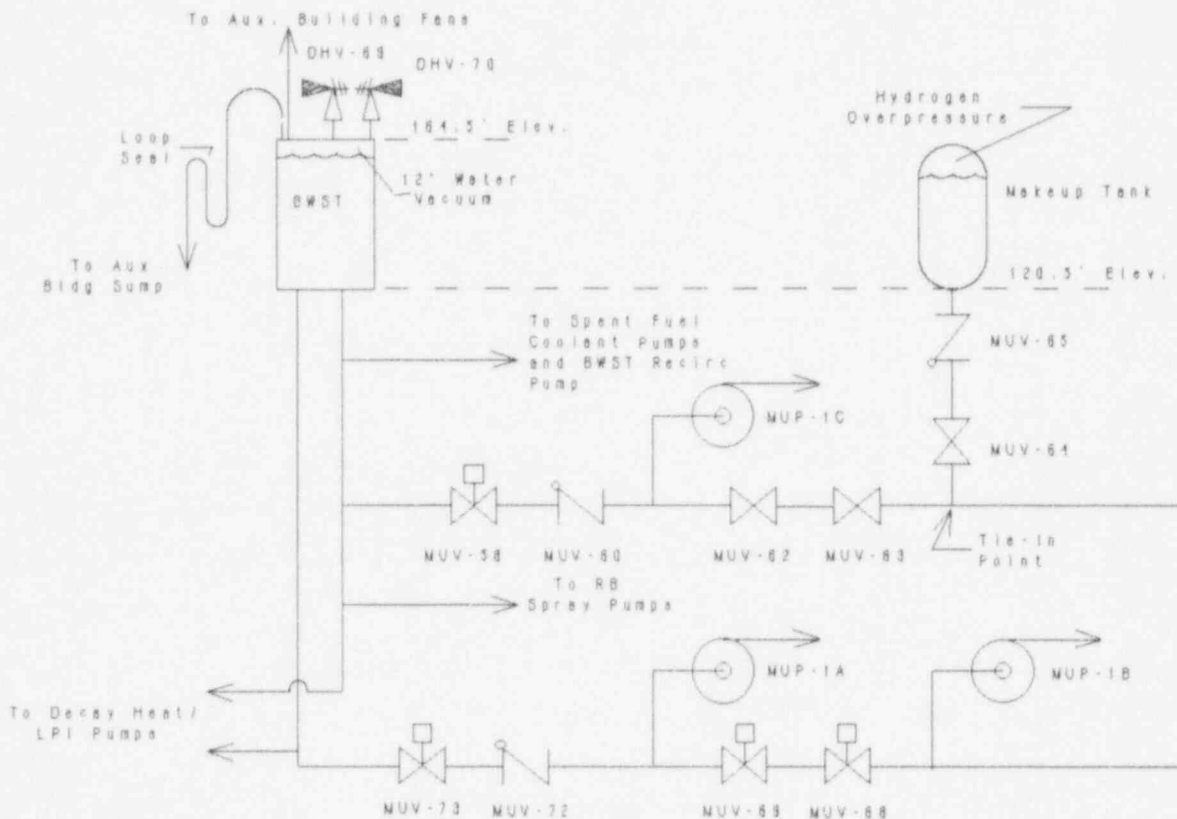 To Aux. Building Fans
DHV-69
DHV-70
Loop
Seal
164.5' Elev.
BWST
12" Water
Vacuum
To Aux
Bldg Sump
Hydrogen
Overpressure
Makeup Tank
120.5' Elev.
To Spent Fuel
Coolant Pumps
and BWST Recirc
Pump
MUV-65
MUP-1C
MUV-64
MUV-58
MUV-60
MUV-62
MUV-63
Tie-In
Point
To RB
Spray Pumps
MUP-1A
MUP-1B
To Decay Heat/
LPI Pumps
MUV-73
MUV-72
MUV-69
MUV-68